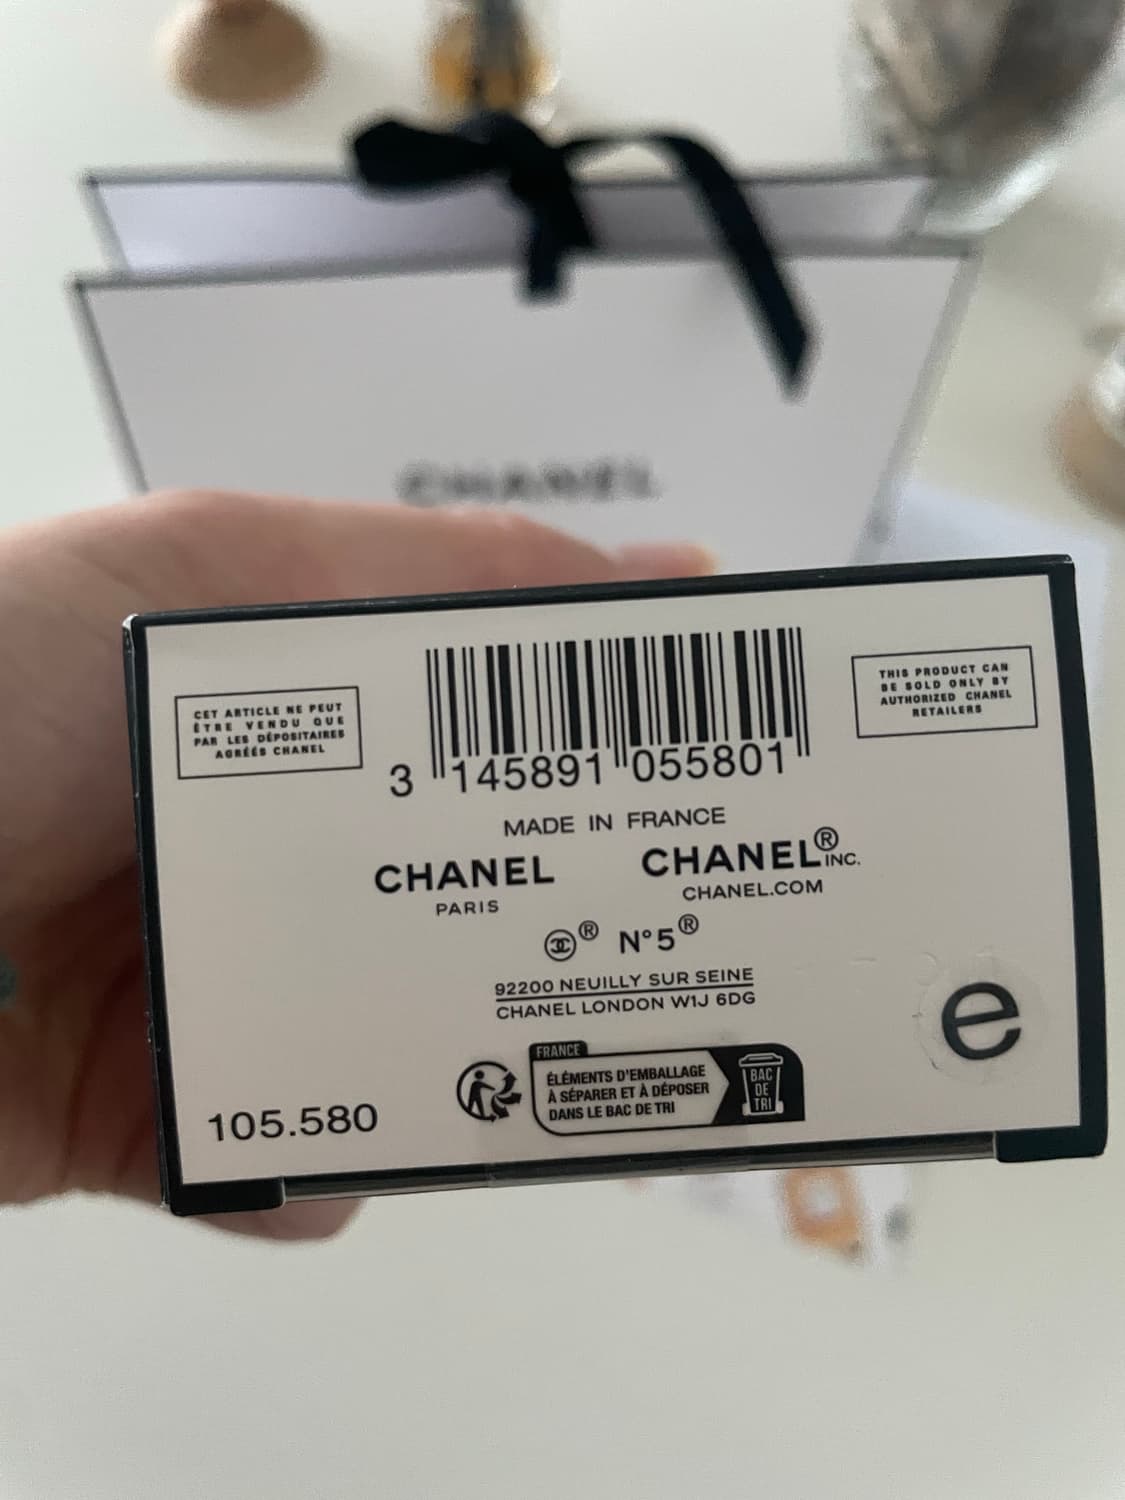 CHANEL
CET ARTICLE NE PEUT
ÊTRE VENDU QUE
PAR LES DÉPOSITAIRES
AGRÉÉS CHANEL
THIS PRODUCT CAN
BE SOLD ONLY BY
AUTHORIZED CHANEL
RETAILERS
3 145891 055801
MADE IN FRANCE
CHANEL
PARIS
CHANEL® INC.
CHANEL.COM
® N°5®
92200 NEUILLY SUR SEINE
CHANEL LONDON W1J 6DG
FRANCE
ÉLÉMENTS D'EMBALLAGE
À SÉPARER ET À DÉPOSER
DANS LE BAC DE TRI
BAC
DE
TRI
105.580
e